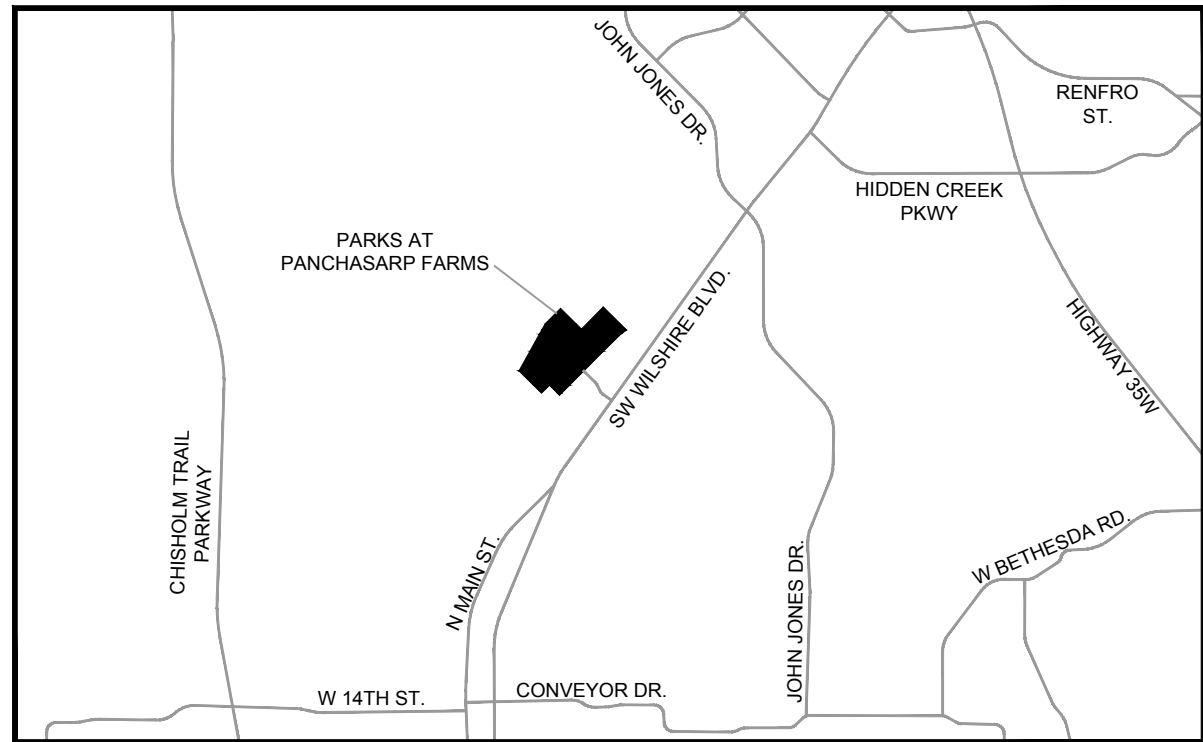 JOHN JONES DR.
RENFRO
ST.
HIDDEN CREEK
PKWY
PARKS AT
PANCHASARP FARMS
SW WILSHIRE BLVD.
HIGHWAY 35W
CHISHOLM TRAIL
PARKWAY
N MAIN ST.
JOHN JONES DR.
W BETHESDA RD.
W 14TH ST.
CONVEYOR DR.